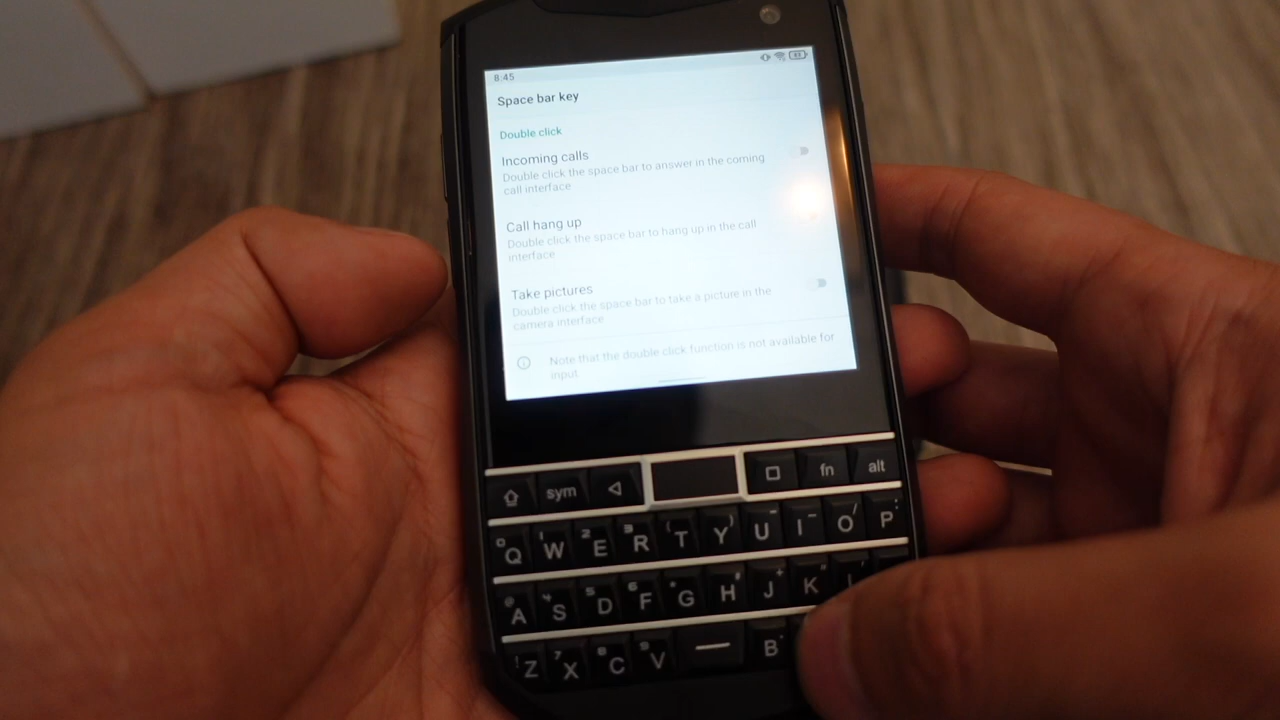 8:45
Space bar key
Double click
Incoming calls
Double click the space bar to answer in the coming
call interface
Call hang up
Double click the space bar to hang up in the call
interface
Take pictures
Double click the space bar to take a picture in the
camera interface
Note that the double click function is not available for
input
sym fn alt
Q W E R T Y U I O P
A S D F G H J K
Z X C V B